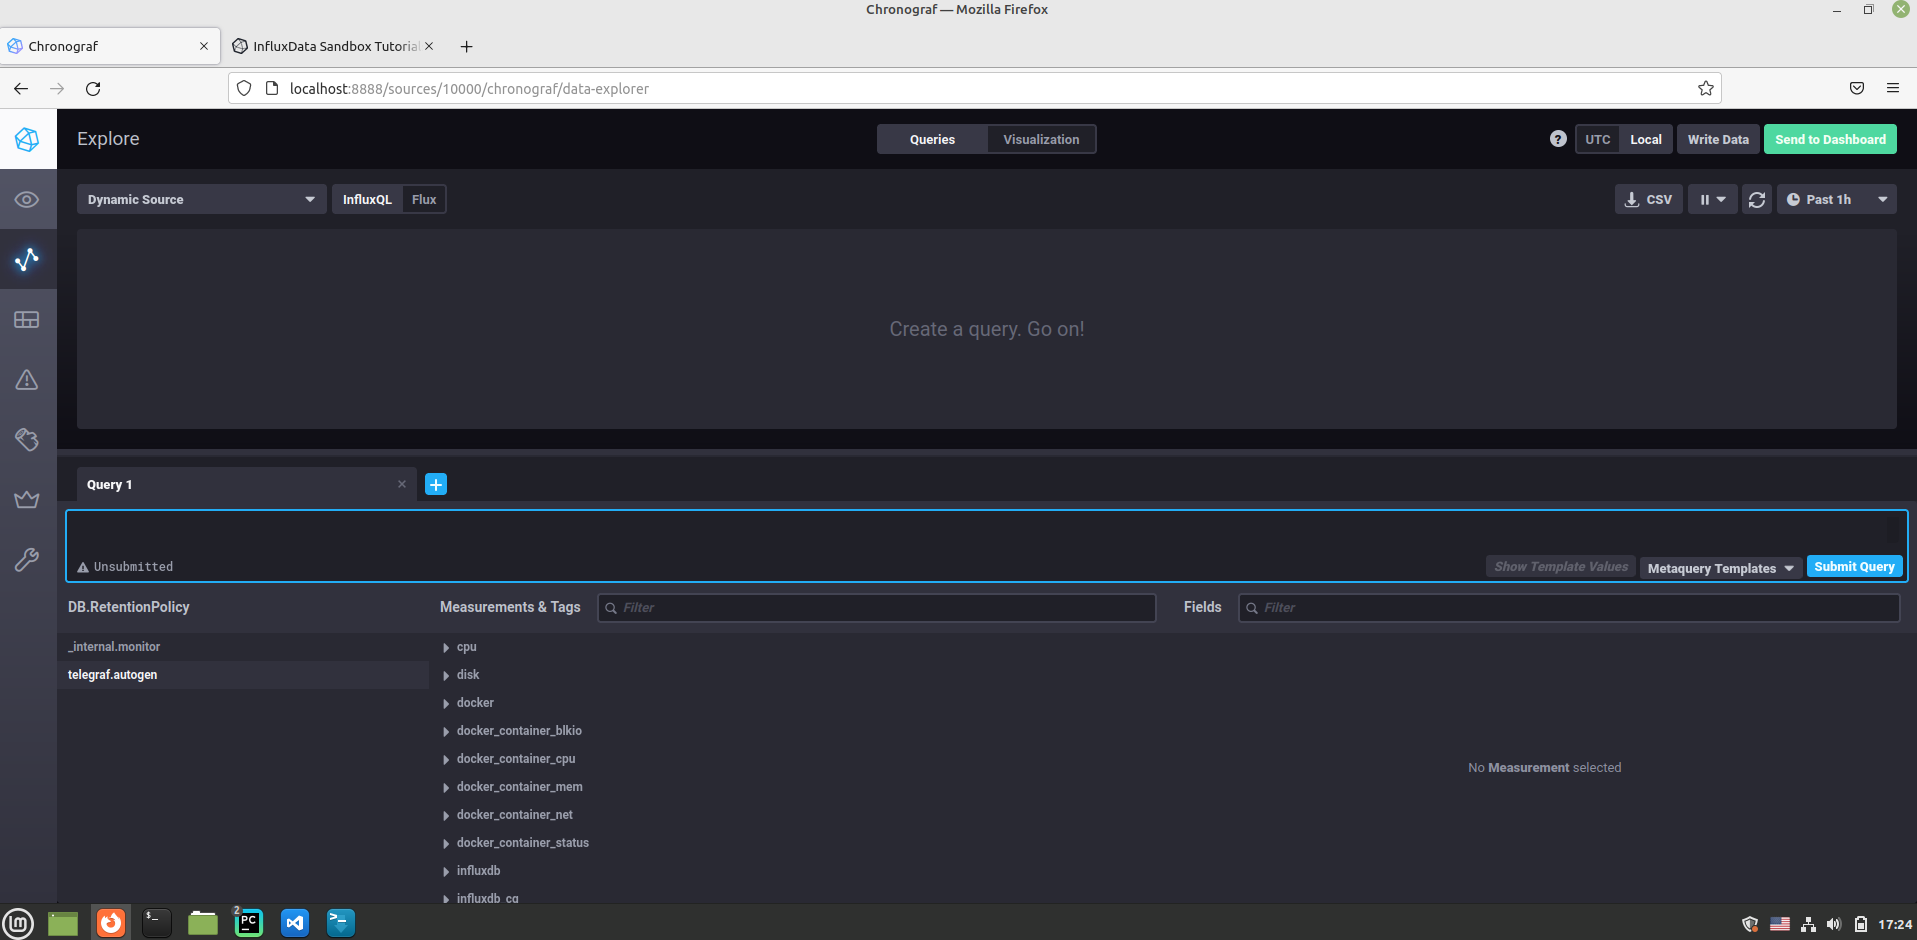 Chronograf — Mozilla Firefox
Chronograf
InfluxData Sandbox Tutorial
localhost:8888/sources/10000/chronograf/data-explorer
Explore
Queries
Visualization
?
UTC
Local
Write Data
Send to Dashboard
Dynamic Source
InfluxQL
Flux
CSV
Past 1h
Create a query. Go on!
Query 1
Unsubmitted
Show Template Values
Metaquery Templates
Submit Query
DB.RetentionPolicy
Measurements & Tags
Filter
Fields
Filter
_internal.monitor
telegraf.autogen
cpu
disk
docker
docker_container_blkio
docker_container_cpu
docker_container_mem
docker_container_net
docker_container_status
influxdb
influxdb_cq
No Measurement selected
lm
$_
2
PC
17:24